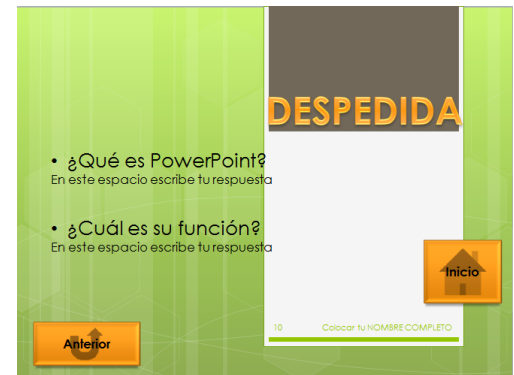 DESPEDIDA
• ¿Qué es PowerPoint?
En este espacio escribe tu respuesta
• ¿Cuál es su función?
En este espacio escribe tu respuesta
Inicio
10 Colocar tu NOMBRE COMPLETO
Anterior